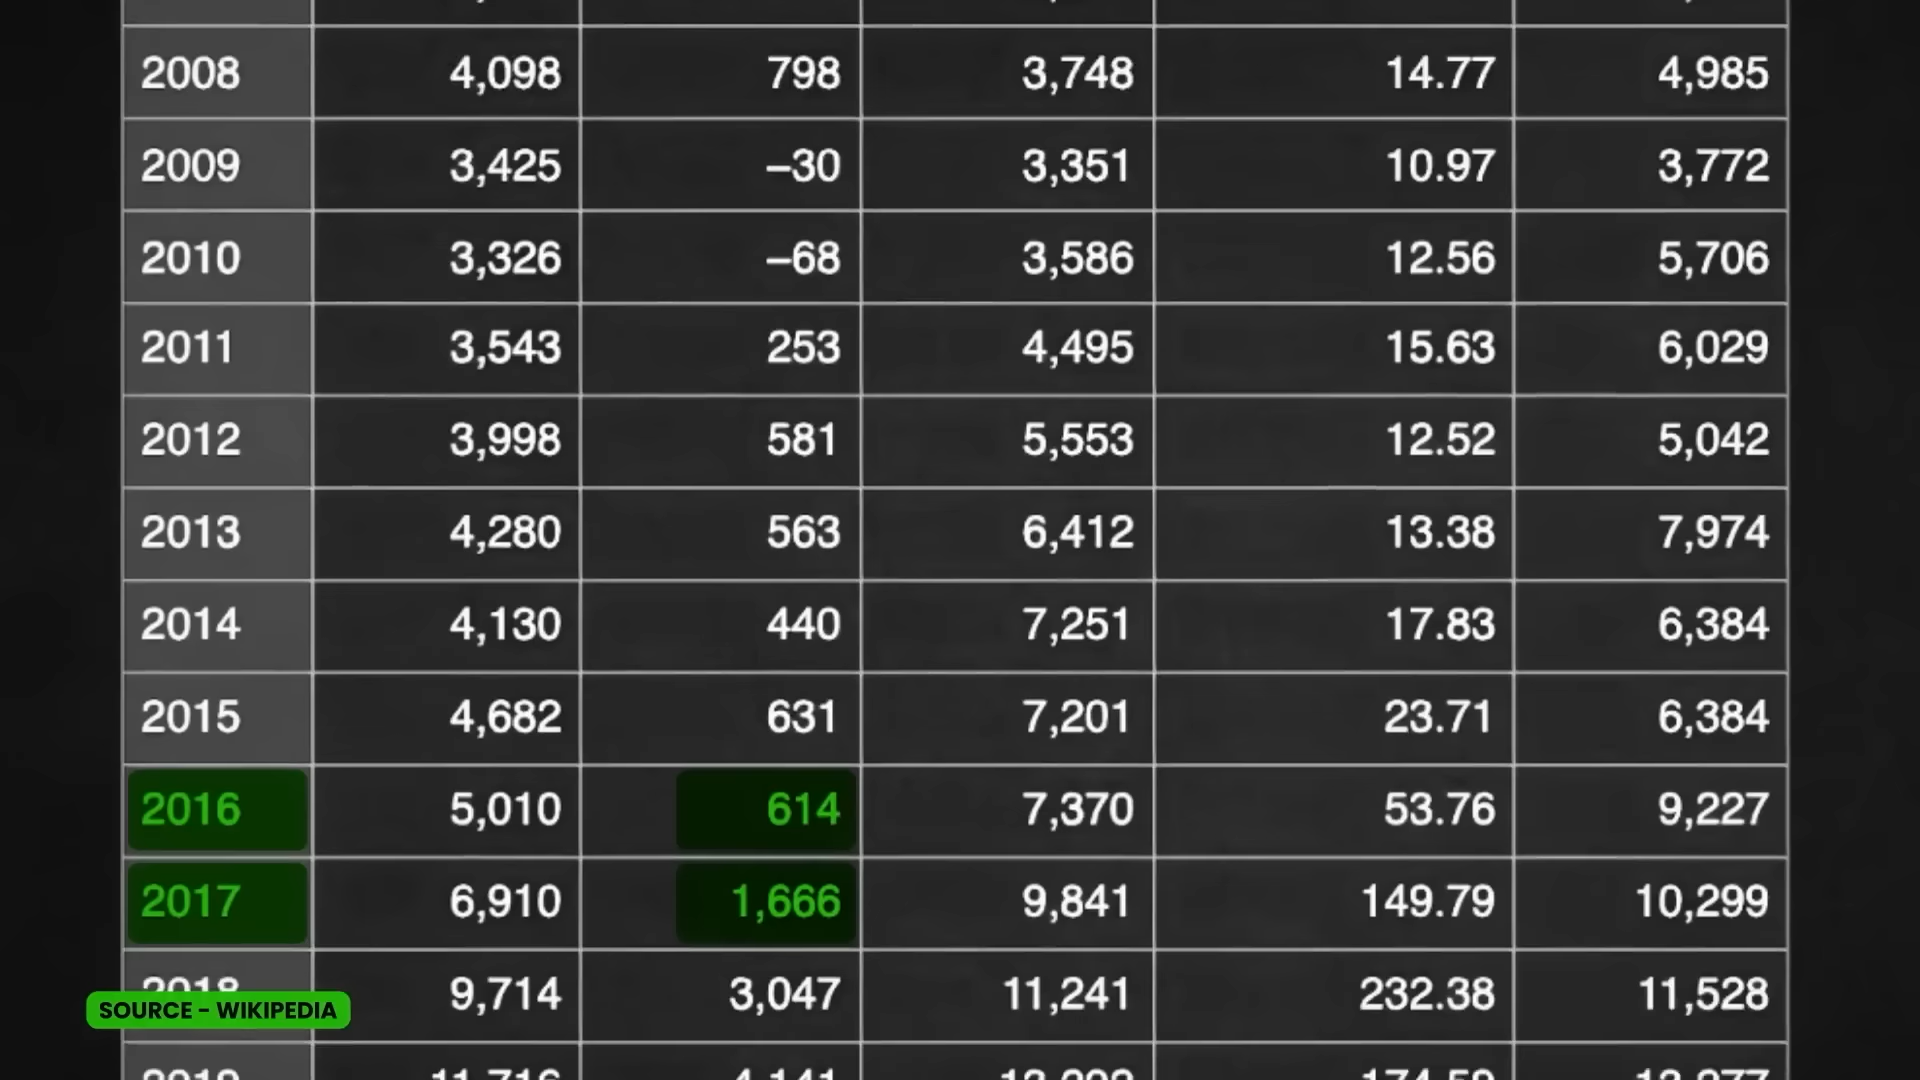 2008 4,098 798 3,748 14.77 4,985
2009 3,425 –30 3,351 10.97 3,772
2010 3,326 –68 3,586 12.56 5,706
2011 3,543 253 4,495 15.63 6,029
2012 3,998 581 5,553 12.52 5,042
2013 4,280 563 6,412 13.38 7,974
2014 4,130 440 7,251 17.83 6,384
2015 4,682 631 7,201 23.71 6,384
2016 5,010 614 7,370 53.76 9,227
2017 6,910 1,666 9,841 149.79 10,299
2018 9,714 3,047 11,241 232.38 11,528
SOURCE – WIKIPEDIA